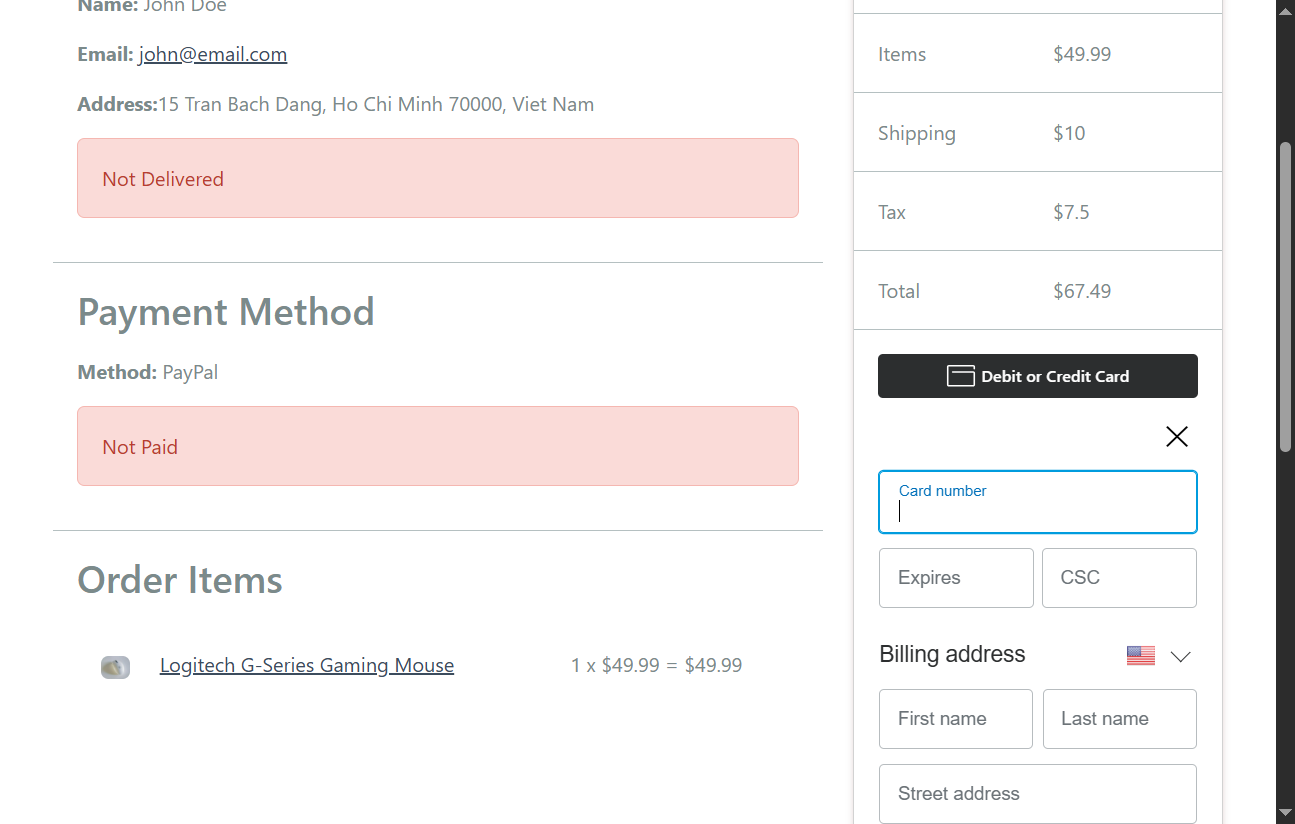 Name: John Doe
Email: john@email.com
Address:15 Tran Bach Dang, Ho Chi Minh 70000, Viet Nam
Not Delivered
Payment Method
Method: PayPal
Not Paid
Order Items
Logitech G-Series Gaming Mouse 1 x $49.99 = $49.99
Items $49.99
Shipping $10
Tax $7.5
Total $67.49
Debit or Credit Card
Card number
Expires CSC
Billing address
First name Last name
Street address